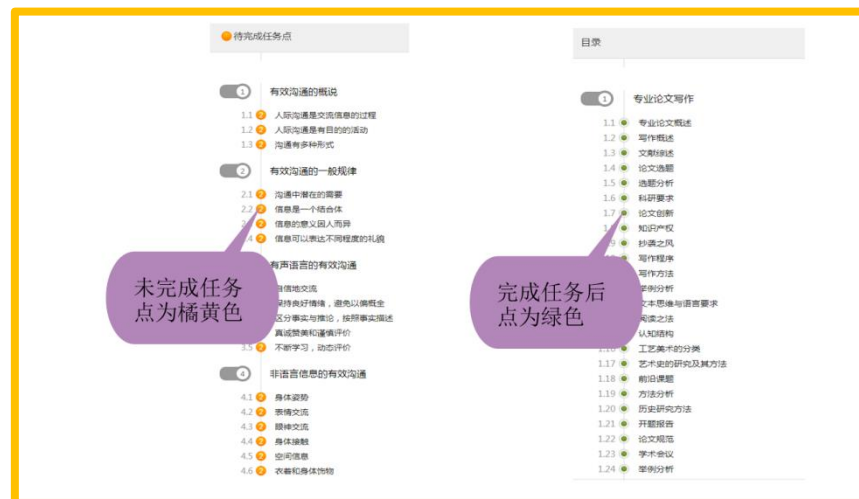 待完成任务点
1
有效沟通的概说
1.1 2 人际沟通是交流信息的过程
1.2 2 人际沟通是有目的的活动
1.3 2 沟通有多种形式
2
有效沟通的一般规律
2.1 2 沟通中潜在的需要
2.2 2 信息是一个结合体
信息的意义因人而异
2 信息可以表达不同程度的礼貌
有声语言的有效沟通
自信地交流
保持良好情绪，避免以偏概全
区分事实与推论，按照事实描述
真诚赞美和谨慎评价
3.5 2 不断学习，动态评价
4
非语言信息的有效沟通
4.1 2 身体姿势
4.2 2 表情交流
4.3 2 眼神交流
4.4 2 身体接触
4.5 2 空间信息
4.6 2 衣着和身体饰物
未完成任务
点为橘黄色
目录
1
专业论文写作
1.1 专业论文概述
1.2 写作概述
1.3 文献综述
1.4 论文选题
1.5 选题分析
1.6 科研要求
1.7 论文创新
知识产权
抄袭之风
写作程序
写作方法
举例分析
文本思维与语言要求
阅读之法
认知结构
1.16 工艺美术的分类
1.17 艺术史的研究及其方法
1.18 前沿课题
1.19 方法分析
1.20 历史研究方法
1.21 开题报告
1.22 论文规范
1.23 学术会议
1.24 举例分析
完成任务后
点为绿色